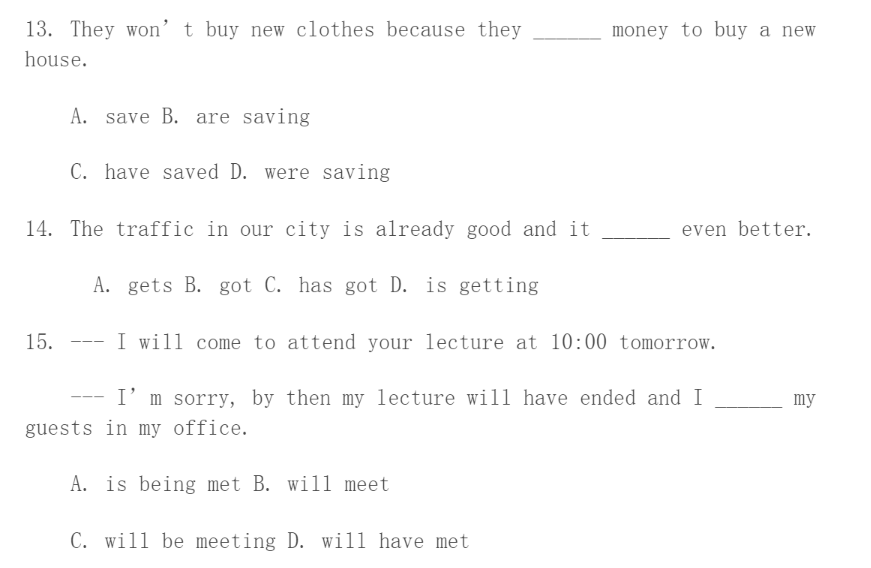 13. They won’t buy new clothes because they ______ money to buy a new
house.
A. save B. are saving
C. have saved D. were saving
14. The traffic in our city is already good and it ______ even better.
A. gets B. got C. has got D. is getting
15. --- I will come to attend your lecture at 10:00 tomorrow.
--- I’m sorry, by then my lecture will have ended and I ______ my
guests in my office.
A. is being met B. will meet
C. will be meeting D. will have met